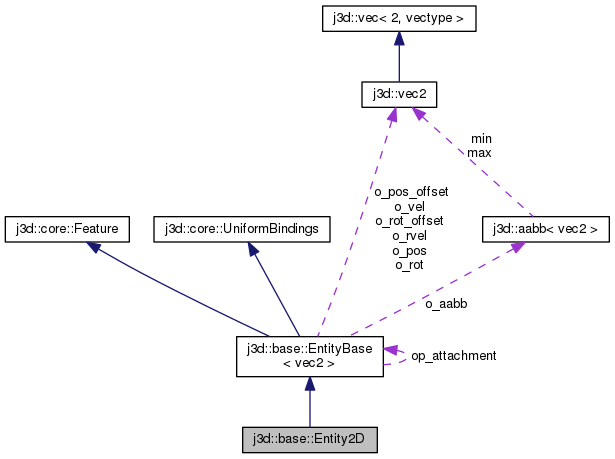 j3d::vec< 2, vectype >
j3d::vec2
min
max
o_pos_offset
o_vel
o_rot_offset
o_rvel
o_pos
o_rot
j3d::core::Feature
j3d::core::UniformBindings
j3d::aabb< vec2 >
o_aabb
j3d::base::EntityBase
< vec2 >
op_attachment
j3d::base::Entity2D